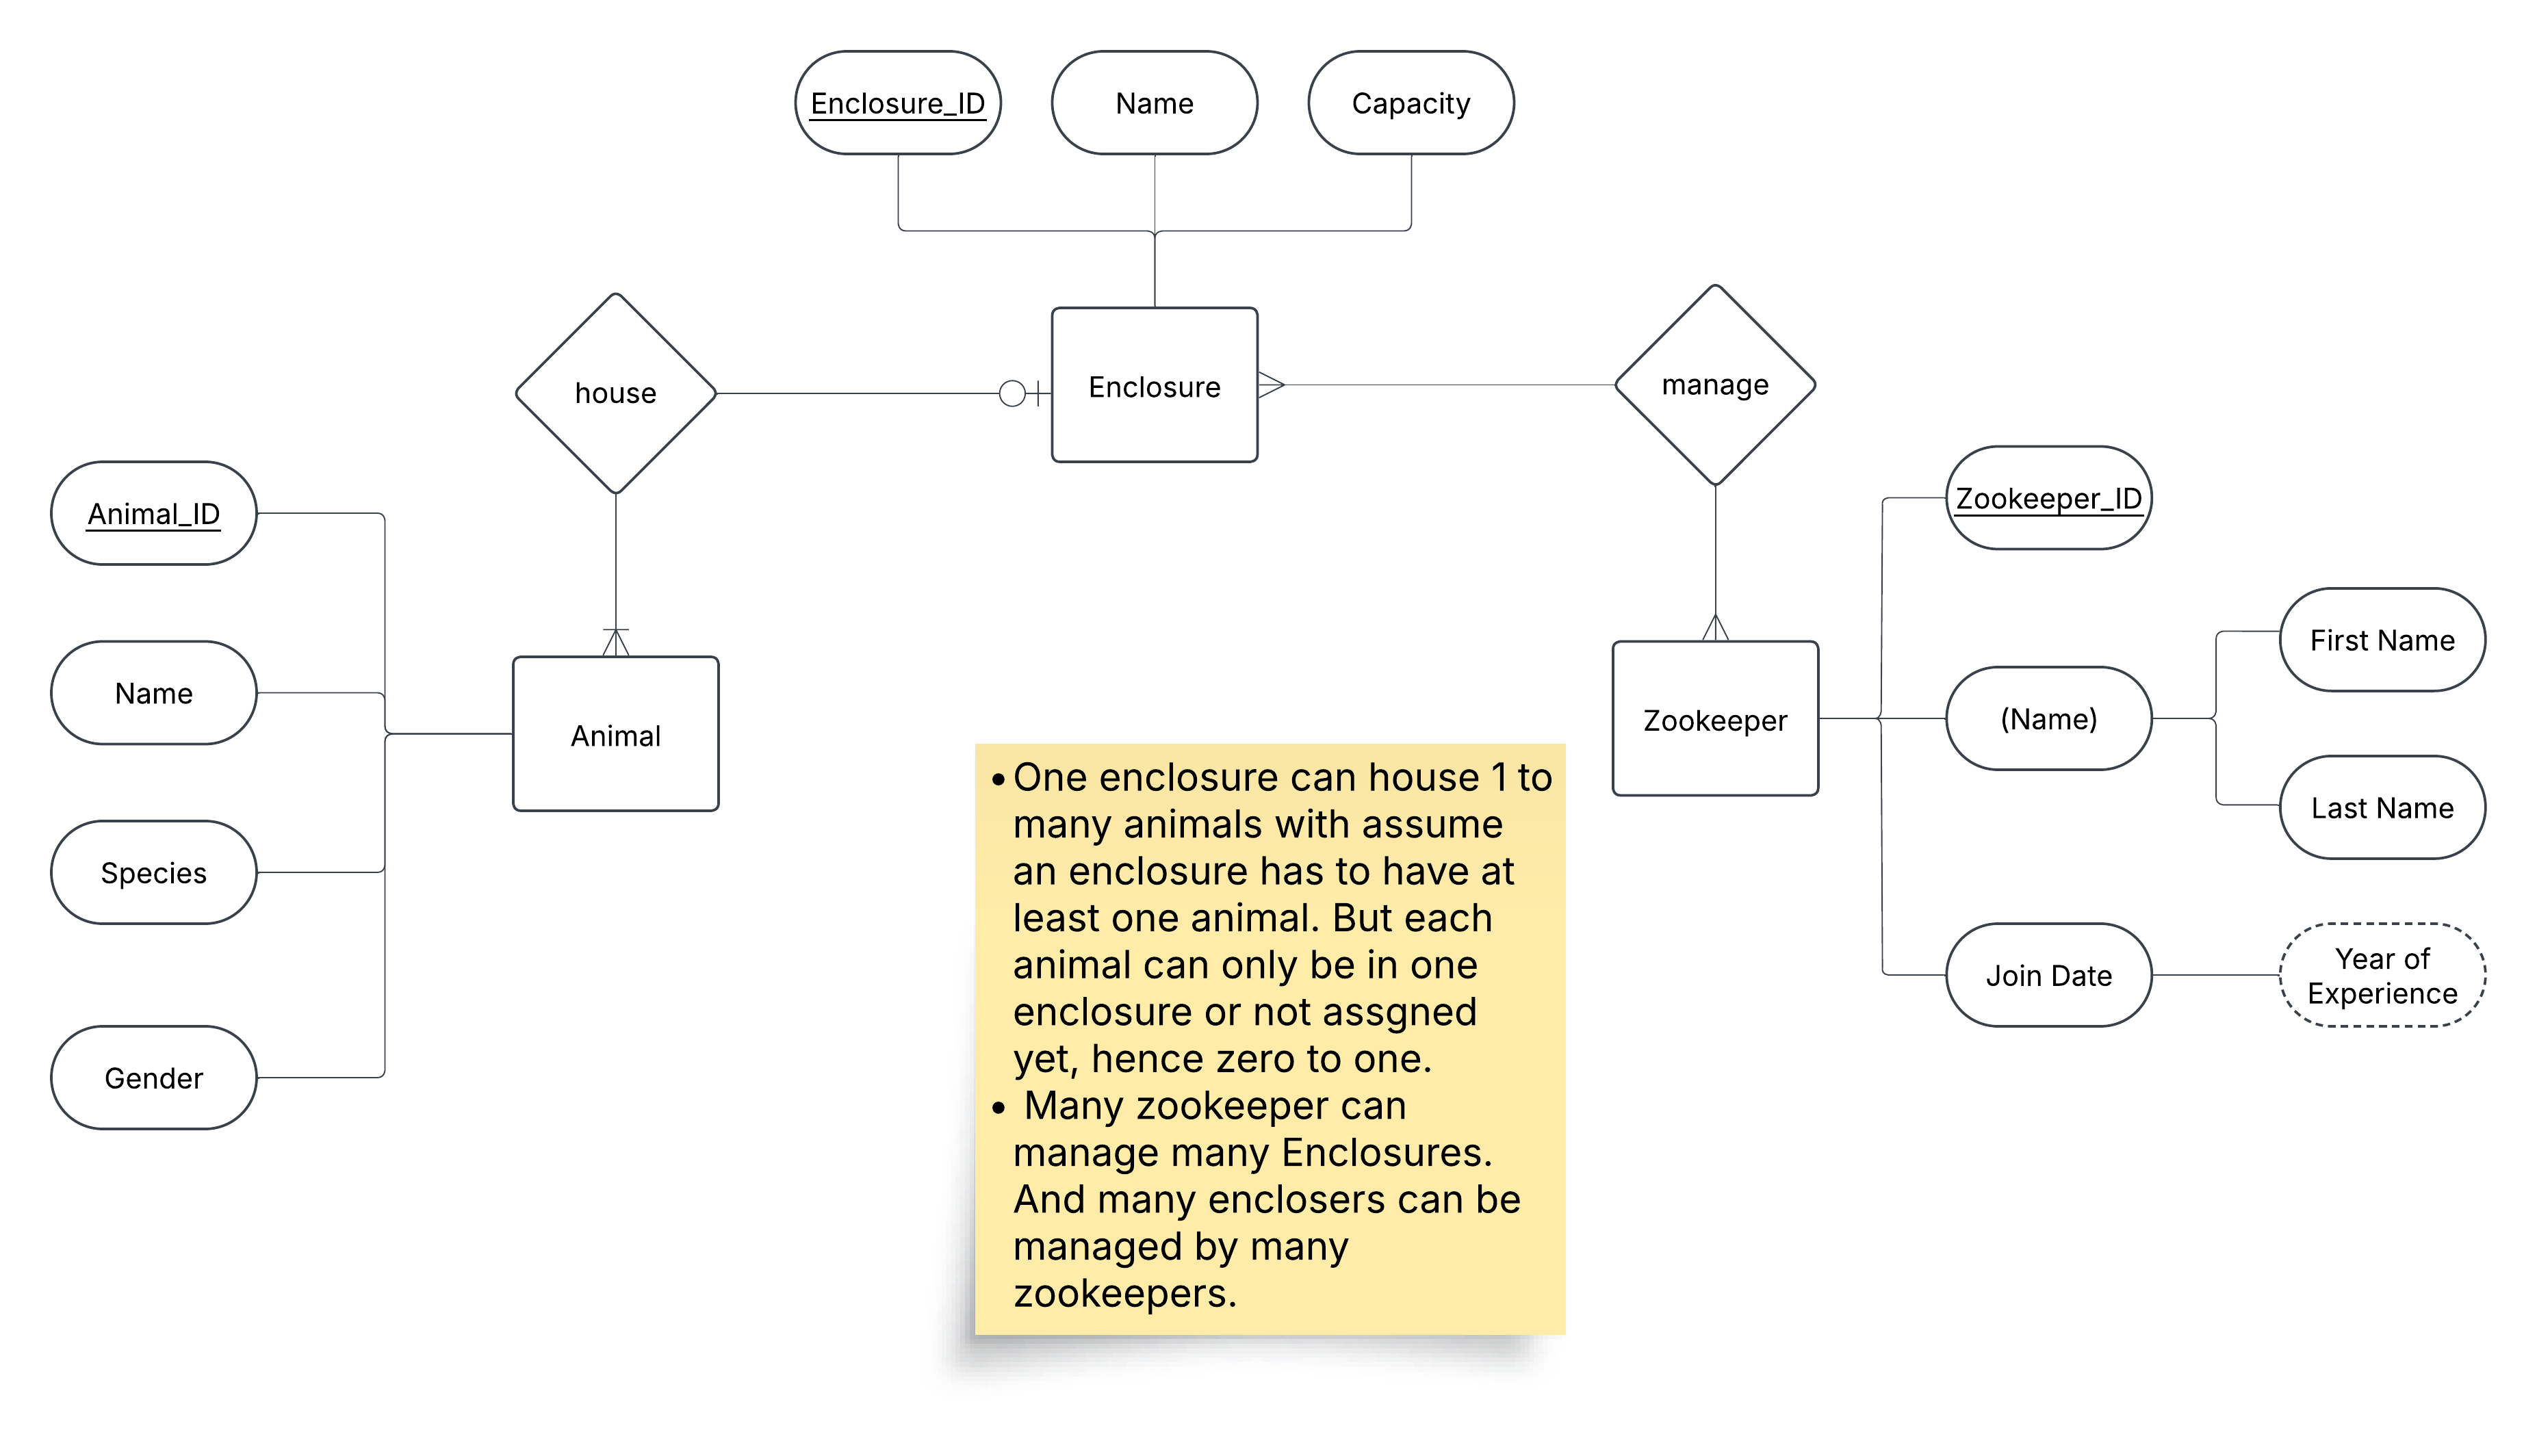 Enclosure_ID
Name
Capacity
house
Enclosure
manage
Animal_ID
Name
Species
Gender
Animal
Zookeeper
Zookeeper_ID
(Name)
First Name
Last Name
Join Date
Year of
Experience
•One enclosure can house 1 to
many animals with assume
an enclosure has to have at
least one animal. But each
animal can only be in one
enclosure or not assgned
yet, hence zero to one.
• Many zookeeper can
manage many Enclosures.
And many enclosers can be
managed by many
zookeepers.